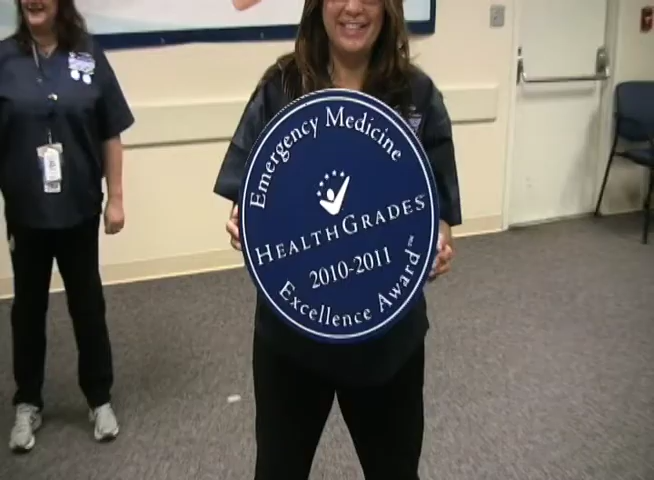 Emergency Medicine
HEALTHGRADES
2010-2011
Excellence Award™